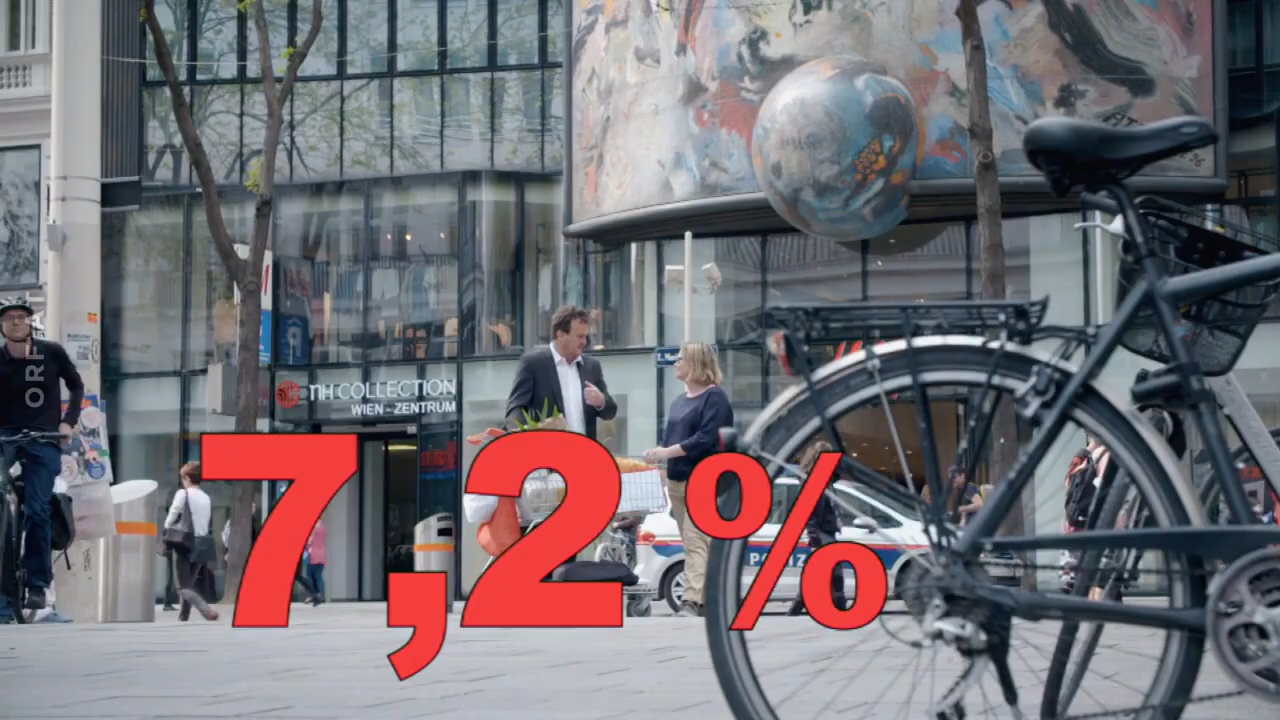 ORF
nH COLLECTION
WIEN - ZENTRUM
7,2 %
POLIZEI